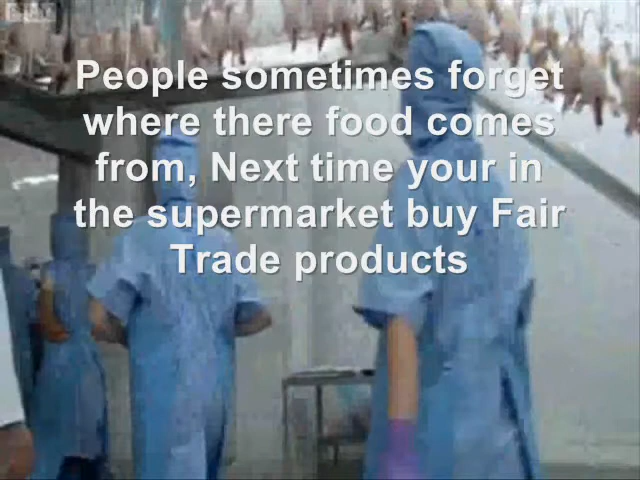 People sometimes forget
where there food comes
from, Next time your in
the supermarket buy Fair
Trade products